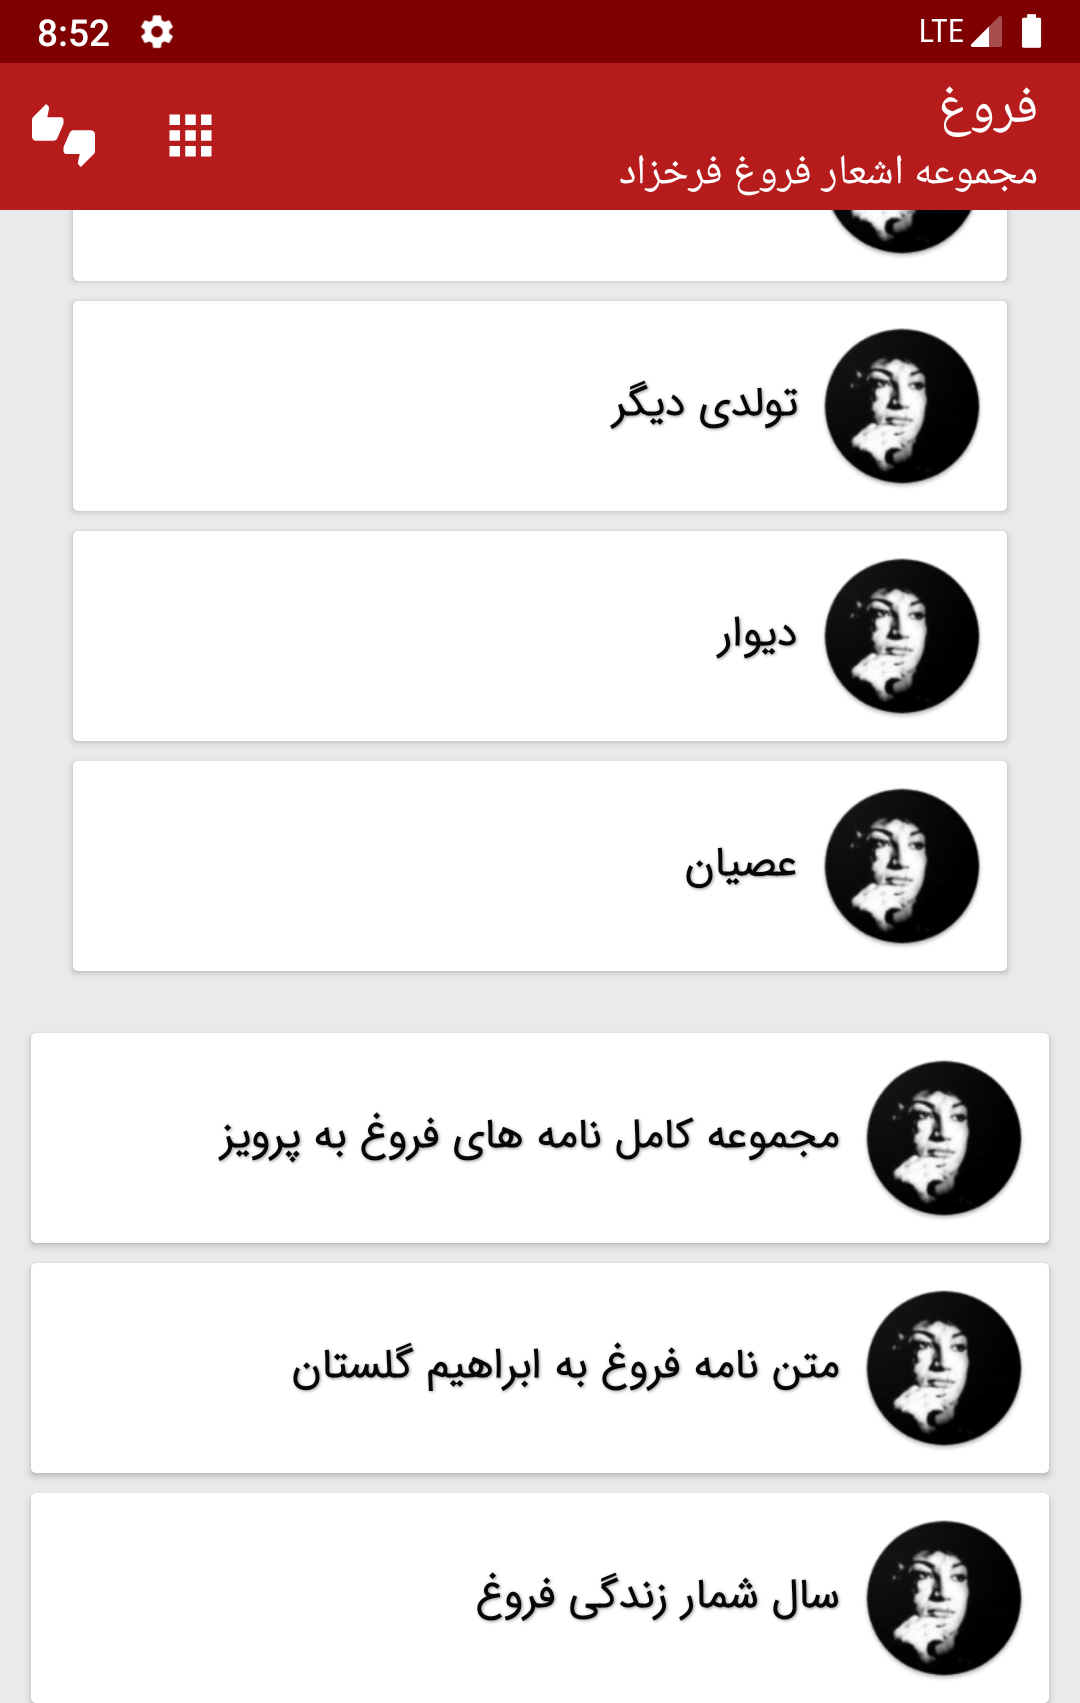 8:52
LTE
فروغ
مجموعه اشعار فروغ فرخزاد
تولدی دیگر
دیوار
عصیان
مجموعه کامل نامه های فروغ به پرویز
متن نامه فروغ به ابراهیم گلستان
سال شمار زندگی فروغ